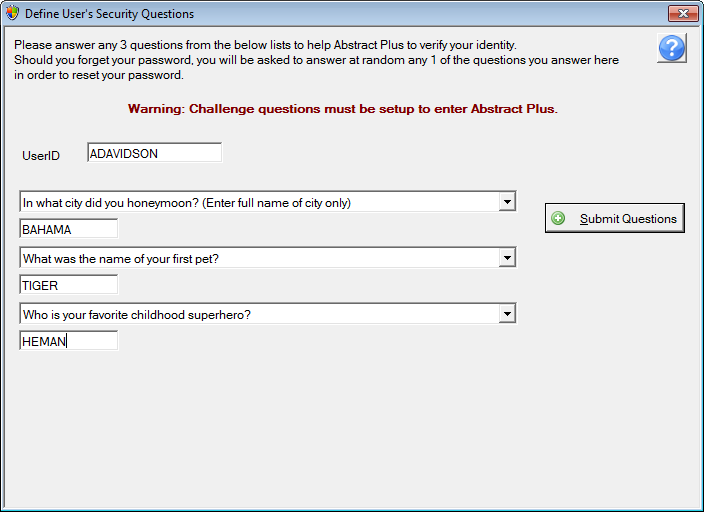 Define User's Security Questions
Please answer any 3 questions from the below lists to help Abstract Plus to verify your identity.
Should you forget your password, you will be asked to answer at random any 1 of the questions you answer here
in order to reset your password.
Warning: Challenge questions must be setup to enter Abstract Plus.
UserID ADAVIDSON
In what city did you honeymoon? (Enter full name of city only)
Submit Questions
BAHAMA
What was the name of your first pet?
TIGER
Who is your favorite childhood superhero?
HEMAN